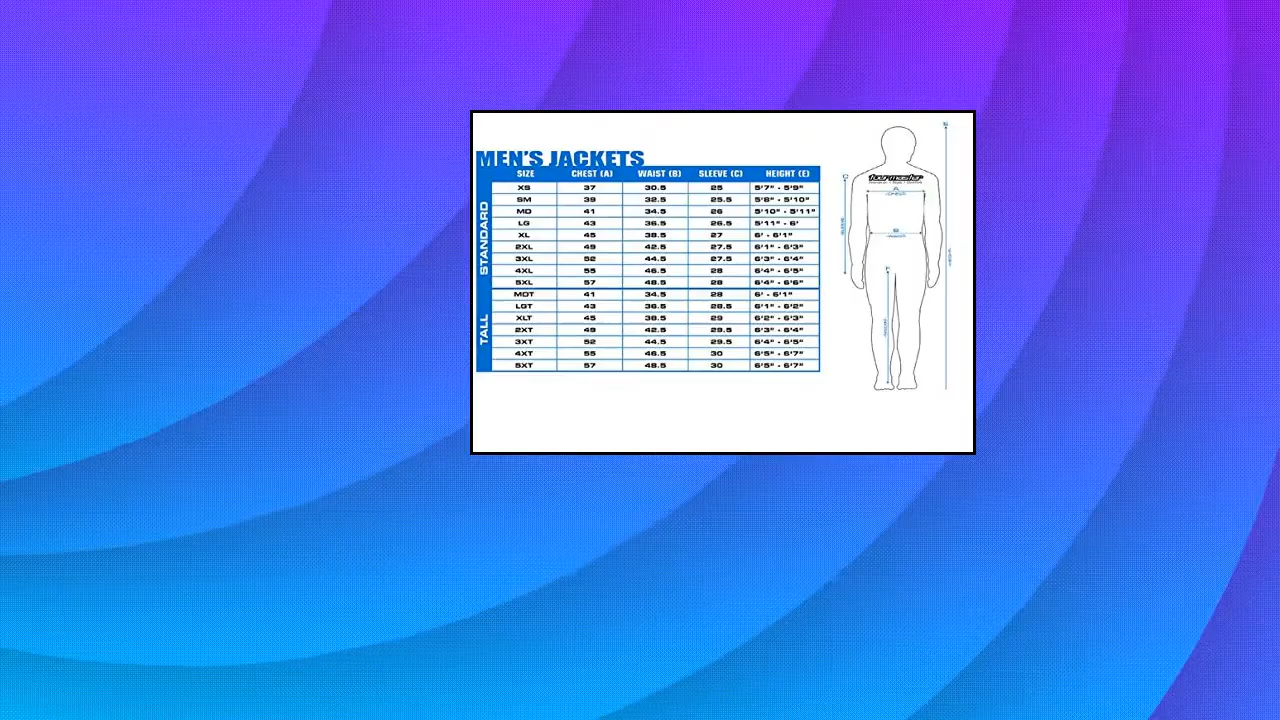 MEN'S JACKETS
SIZE CHEST (A) WAIST (B) SLEEVE (C) HEIGHT (E)
STANDARD
XS 37 30.5 25 5'7" - 5'9"
SM 39 32.5 25.5 5'8" - 5'10"
MD 41 34.5 26 5'10" - 5'11"
LG 43 36.5 26.5 5'11" - 6'
XL 45 38.5 27 6' - 6'1"
2XL 49 42.5 27.5 6'1" - 6'3"
3XL 52 44.5 27.5 6'3" - 6'4"
4XL 55 46.5 28 6'4" - 6'5"
5XL 57 48.5 28 6'4" - 6'6"
TALL
MDT 41 34.5 28 6' - 6'1"
LGT 43 36.5 28.5 6'1" - 6'2"
XLT 45 38.5 29 6'2" - 6'3"
2XT 49 42.5 29.5 6'3" - 6'4"
3XT 52 44.5 29.5 6'4" - 6'5"
4XT 55 46.5 30 6'5" - 6'7"
5XT 57 48.5 30 6'5" - 6'7"
A
B
C
SLEEVE